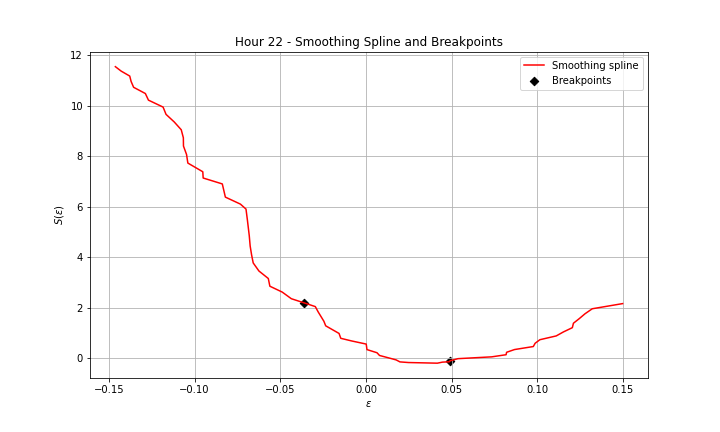 Hour 22 - Smoothing Spline and Breakpoints
Smoothing spline
Breakpoints
S(ε)
12
10
8
6
4
2
0
−0.15 −0.10 −0.05 0.00 0.05 0.10 0.15
ε